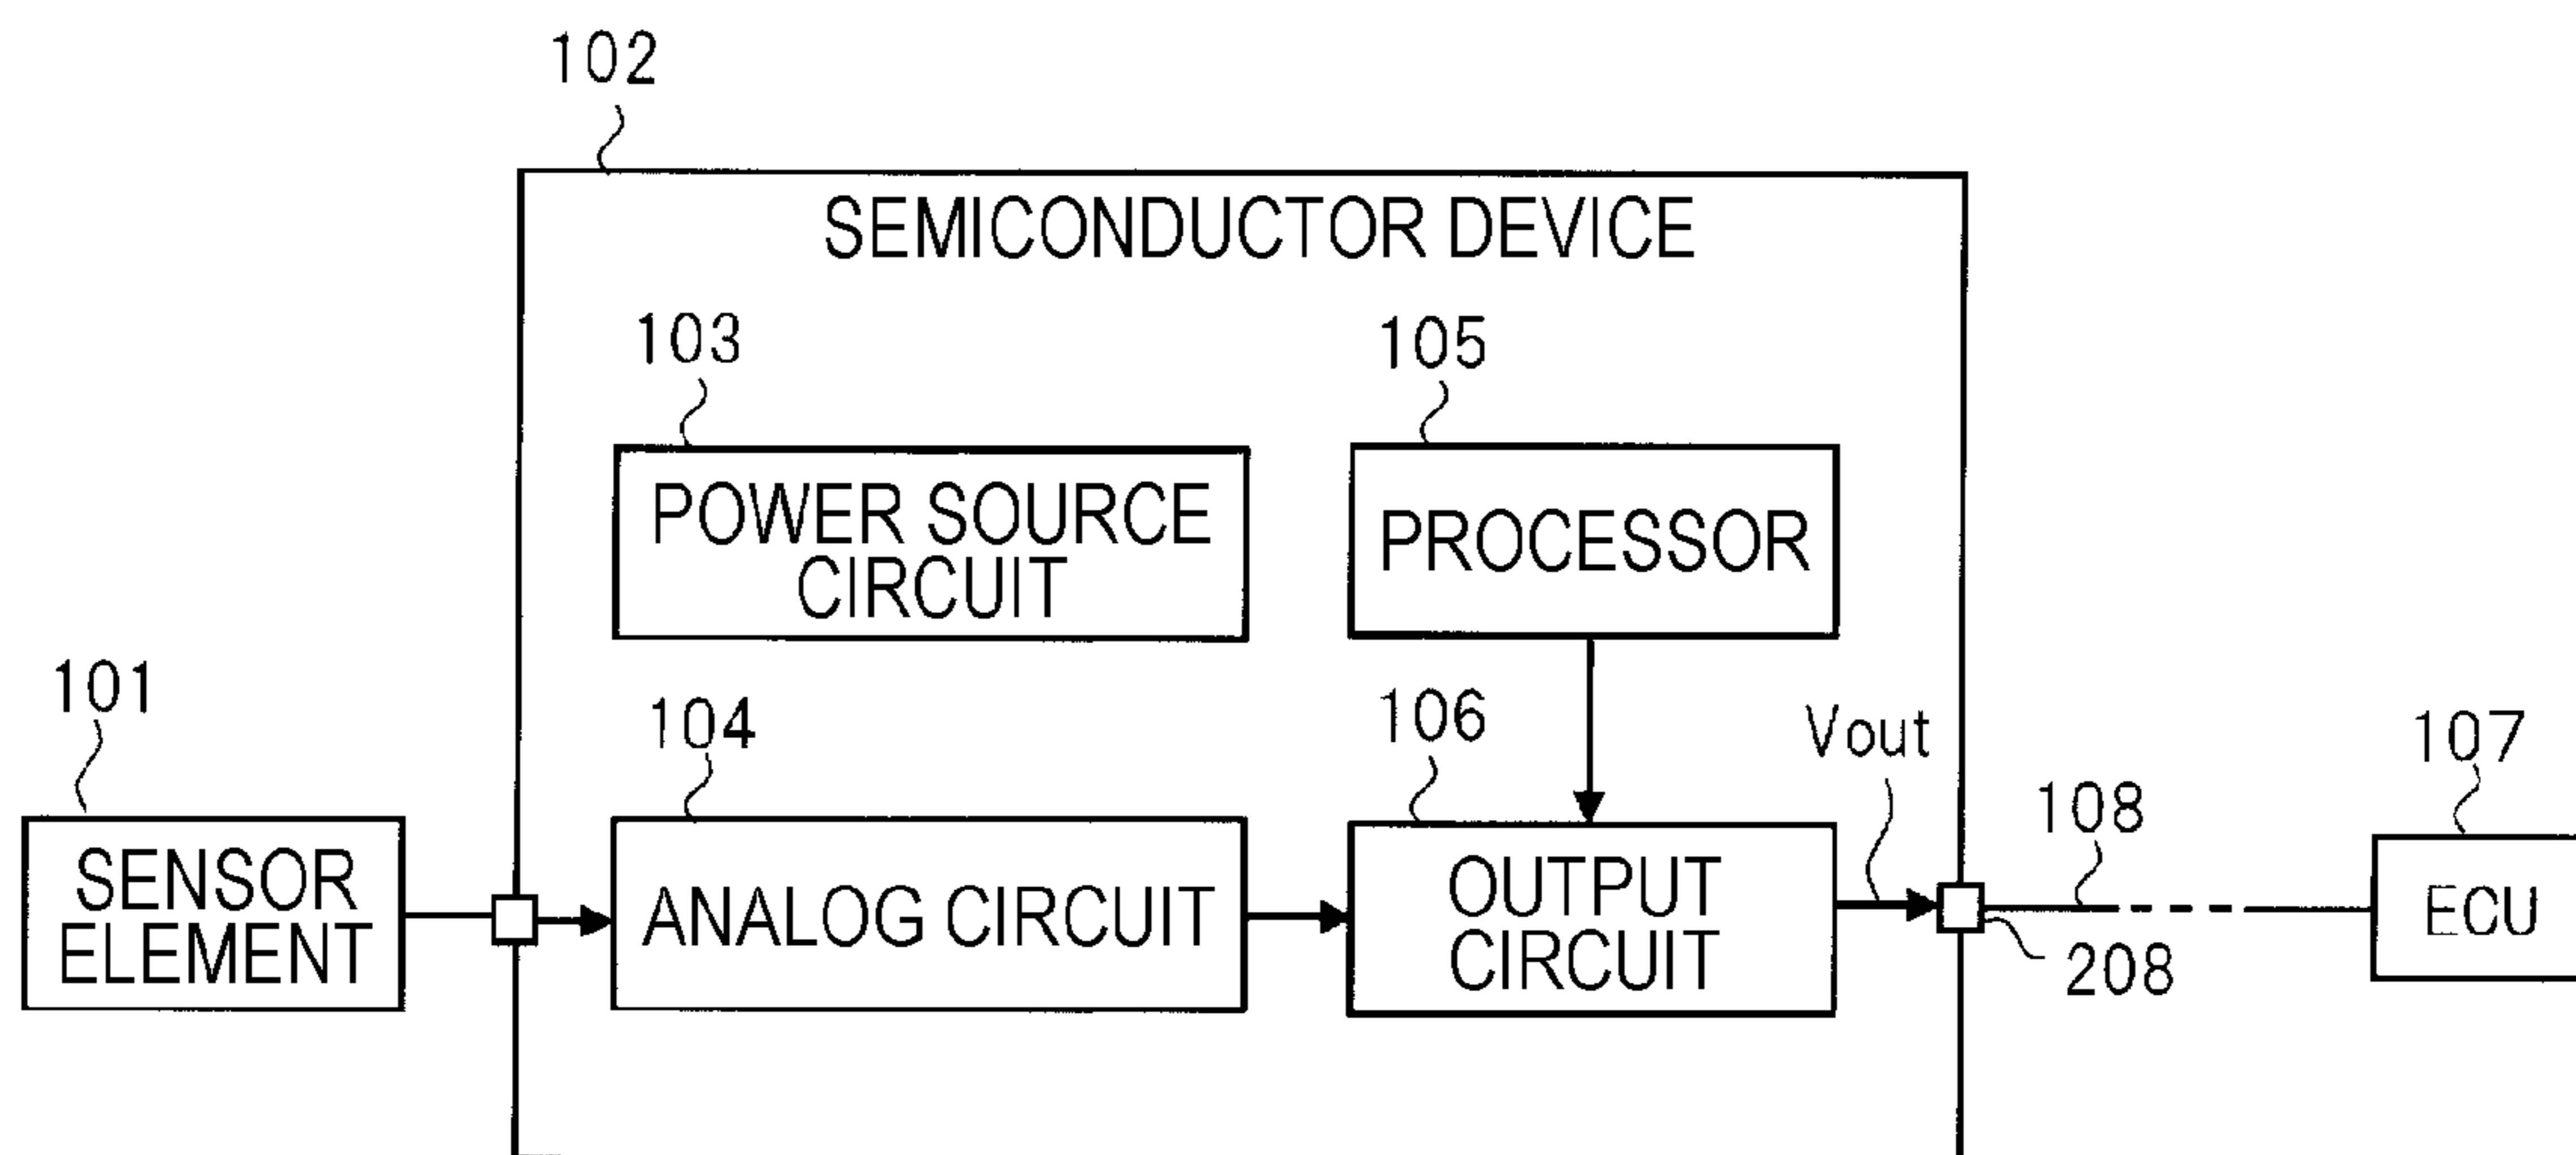 102
SEMICONDUCTOR DEVICE
103
105
POWER SOURCE
CIRCUIT
PROCESSOR
101
104
106
Vout
108
107
SENSOR
ELEMENT
ANALOG CIRCUIT
OUTPUT
CIRCUIT
208
ECU